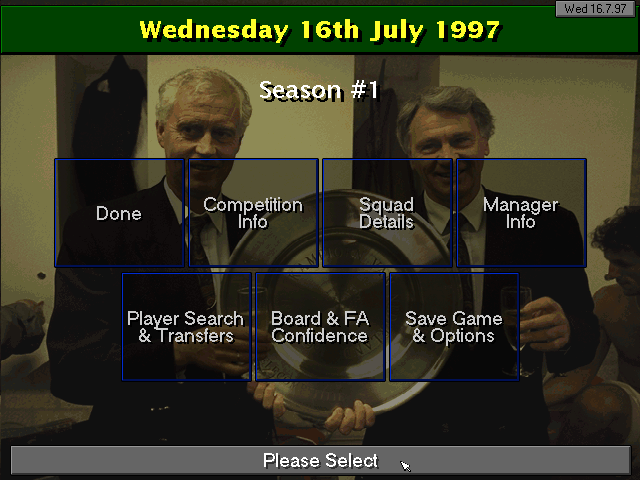 Wed 16.7.97
Wednesday 16th July 1997
Season #1
Done
Competition
Info
Squad
Details
Manager
Info
Player Search
& Transfers
Board & FA
Confidence
Save Game
& Options
Please Select